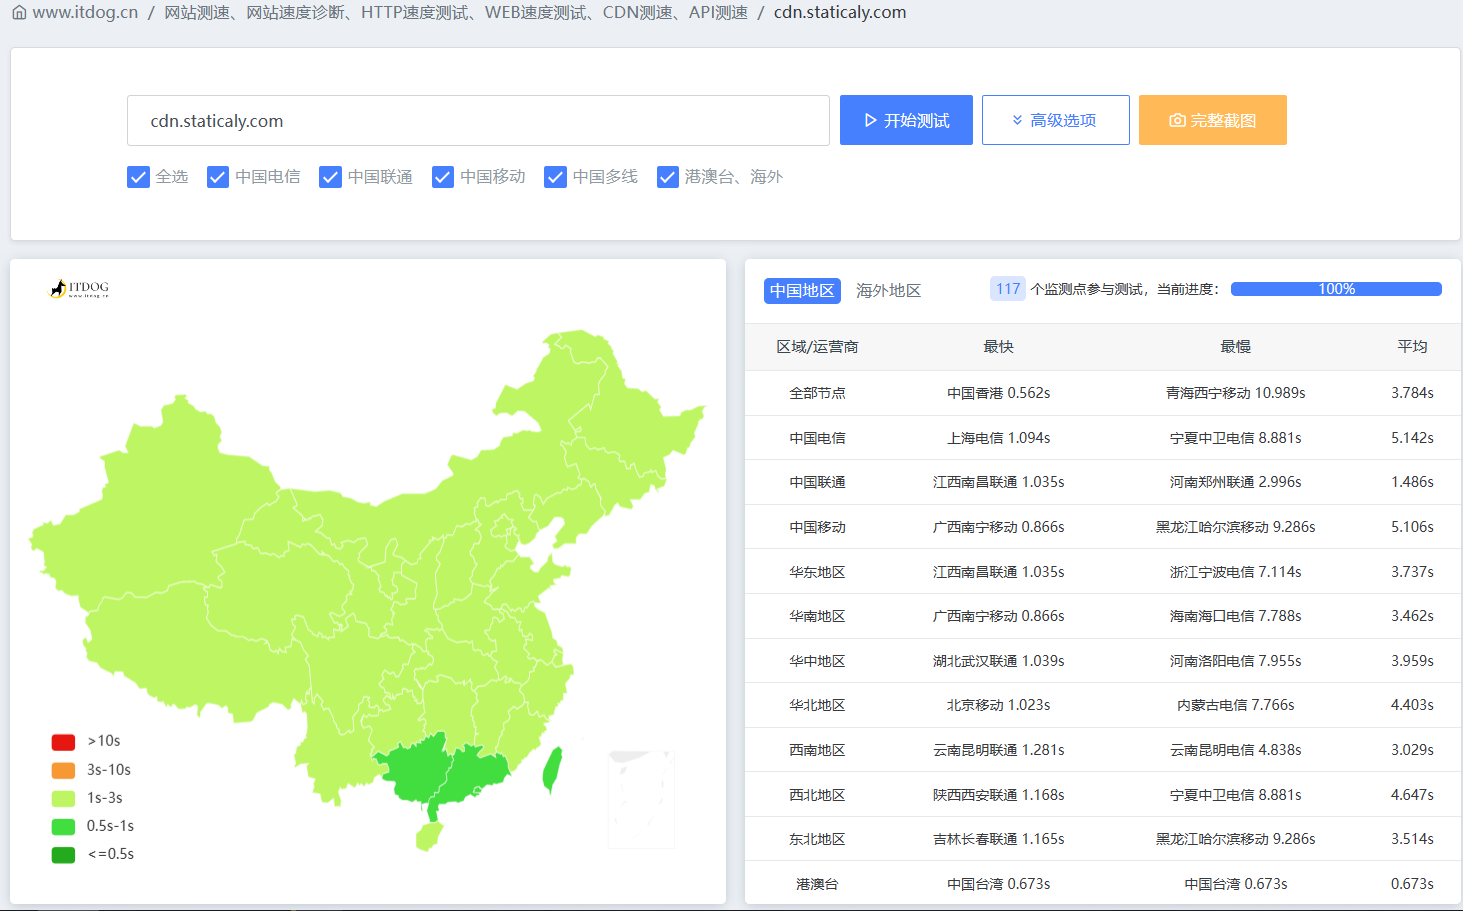 www.itdog.cn / 网站测速、网站速度诊断、HTTP速度测试、WEB速度测试、CDN测速、API测速 / cdn.staticaly.com
cdn.staticaly.com 开始测试 高级选项 完整截图
全选 中国电信 中国联通 中国移动 中国多线 港澳台、海外
ITDOG
www.itdog.cn
>10s
3s-10s
1s-3s
0.5s-1s
<=0.5s
中国地区 海外地区 117 个监测点参与测试，当前进度： 100%
区域/运营商 最快 最慢 平均
全部节点 中国香港 0.562s 青海西宁移动 10.989s 3.784s
中国电信 上海电信 1.094s 宁夏中卫电信 8.881s 5.142s
中国联通 江西南昌联通 1.035s 河南郑州联通 2.996s 1.486s
中国移动 广西南宁移动 0.866s 黑龙江哈尔滨移动 9.286s 5.106s
华东地区 江西南昌联通 1.035s 浙江宁波电信 7.114s 3.737s
华南地区 广西南宁移动 0.866s 海南海口电信 7.788s 3.462s
华中地区 湖北武汉联通 1.039s 河南洛阳电信 7.955s 3.959s
华北地区 北京移动 1.023s 内蒙古电信 7.766s 4.403s
西南地区 云南昆明联通 1.281s 云南昆明电信 4.838s 3.029s
西北地区 陕西西安联通 1.168s 宁夏中卫电信 8.881s 4.647s
东北地区 吉林长春联通 1.165s 黑龙江哈尔滨移动 9.286s 3.514s
港澳台 中国台湾 0.673s 中国台湾 0.673s 0.673s